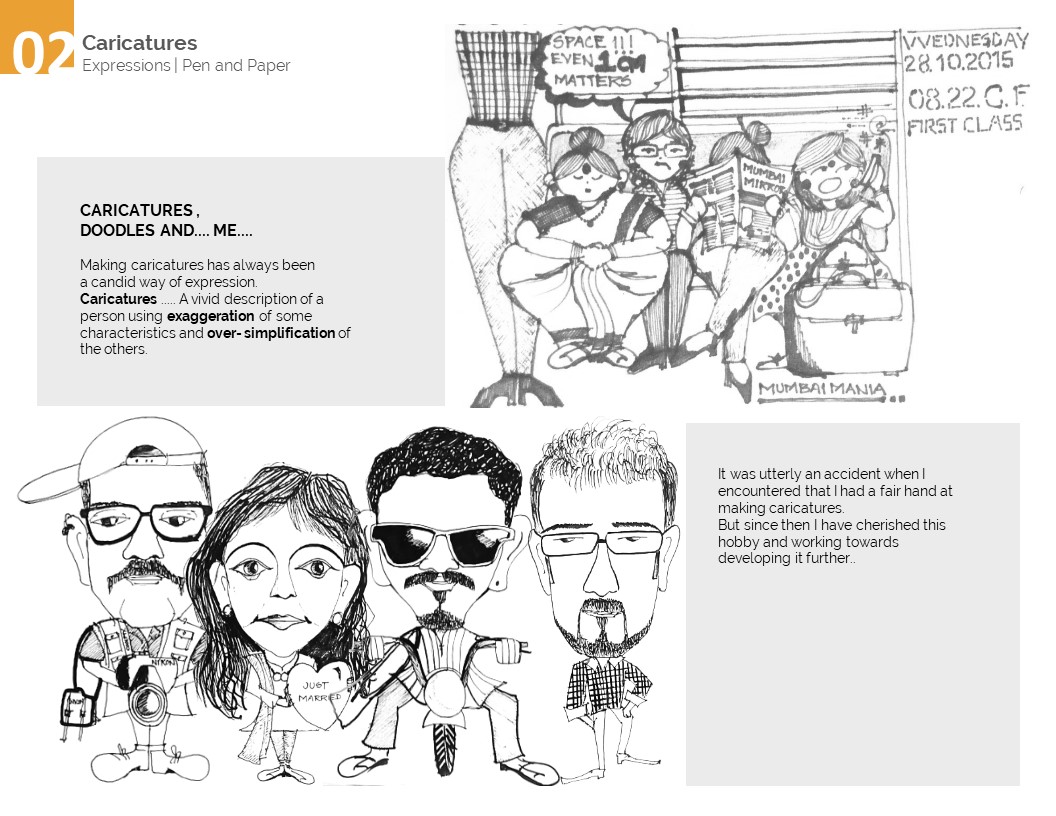 02
Caricatures
Expressions | Pen and Paper
SPACE !!!
EVEN 1CM
MATTERS
WEDNESDAY
28.10.2015
08.22.C.F
FIRST CLASS
MUMBAI
MIRROR
MUMBAI MANIA...
CARICATURES ,
DOODLES AND.... ME....
Making caricatures has always been
a candid way of expression.
Caricatures ..... A vivid description of a
person using exaggeration of some
characteristics and over- simplification of
the others.
NIKON
JUST
MARRIED
It was utterly an accident when I
encountered that I had a fair hand at
making caricatures.
But since then I have cherished this
hobby and working towards
developing it further..